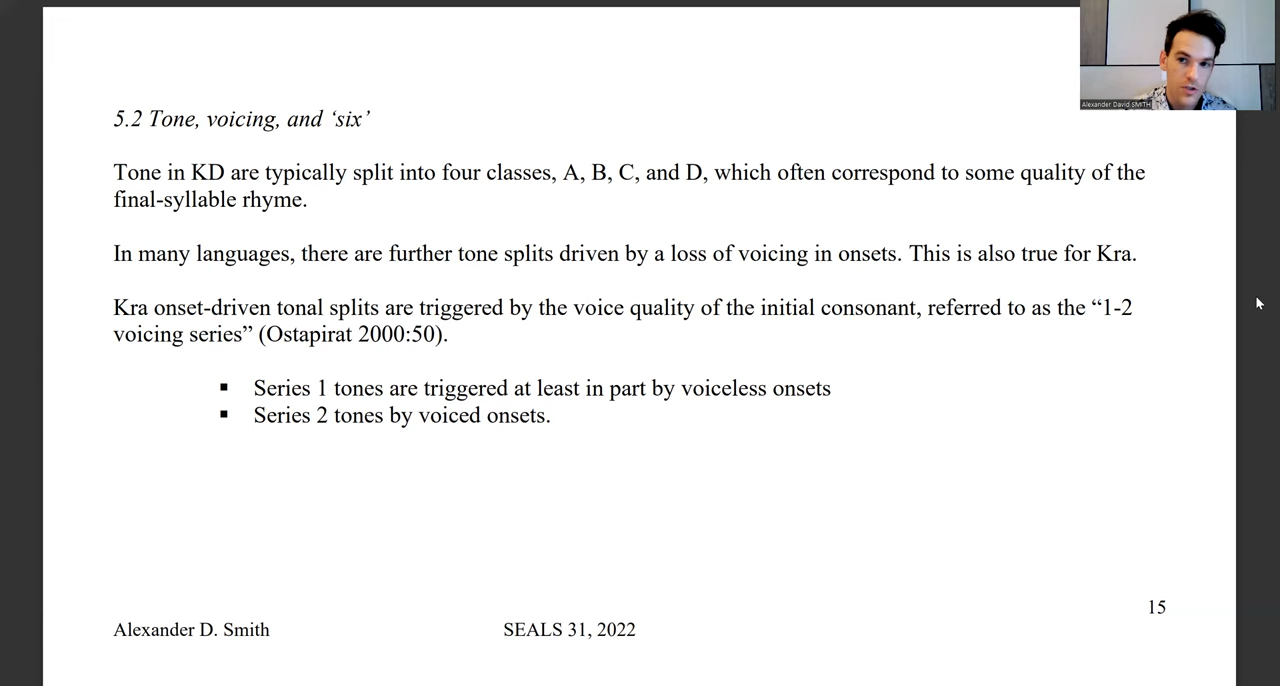 Alexander David SMITH
5.2 Tone, voicing, and ‘six’
Tone in KD are typically split into four classes, A, B, C, and D, which often correspond to some quality of the
final-syllable rhyme.
In many languages, there are further tone splits driven by a loss of voicing in onsets. This is also true for Kra.
Kra onset-driven tonal splits are triggered by the voice quality of the initial consonant, referred to as the “1-2
voicing series” (Ostapirat 2000:50).
▪ Series 1 tones are triggered at least in part by voiceless onsets
▪ Series 2 tones by voiced onsets.
15
Alexander D. Smith SEALS 31, 2022